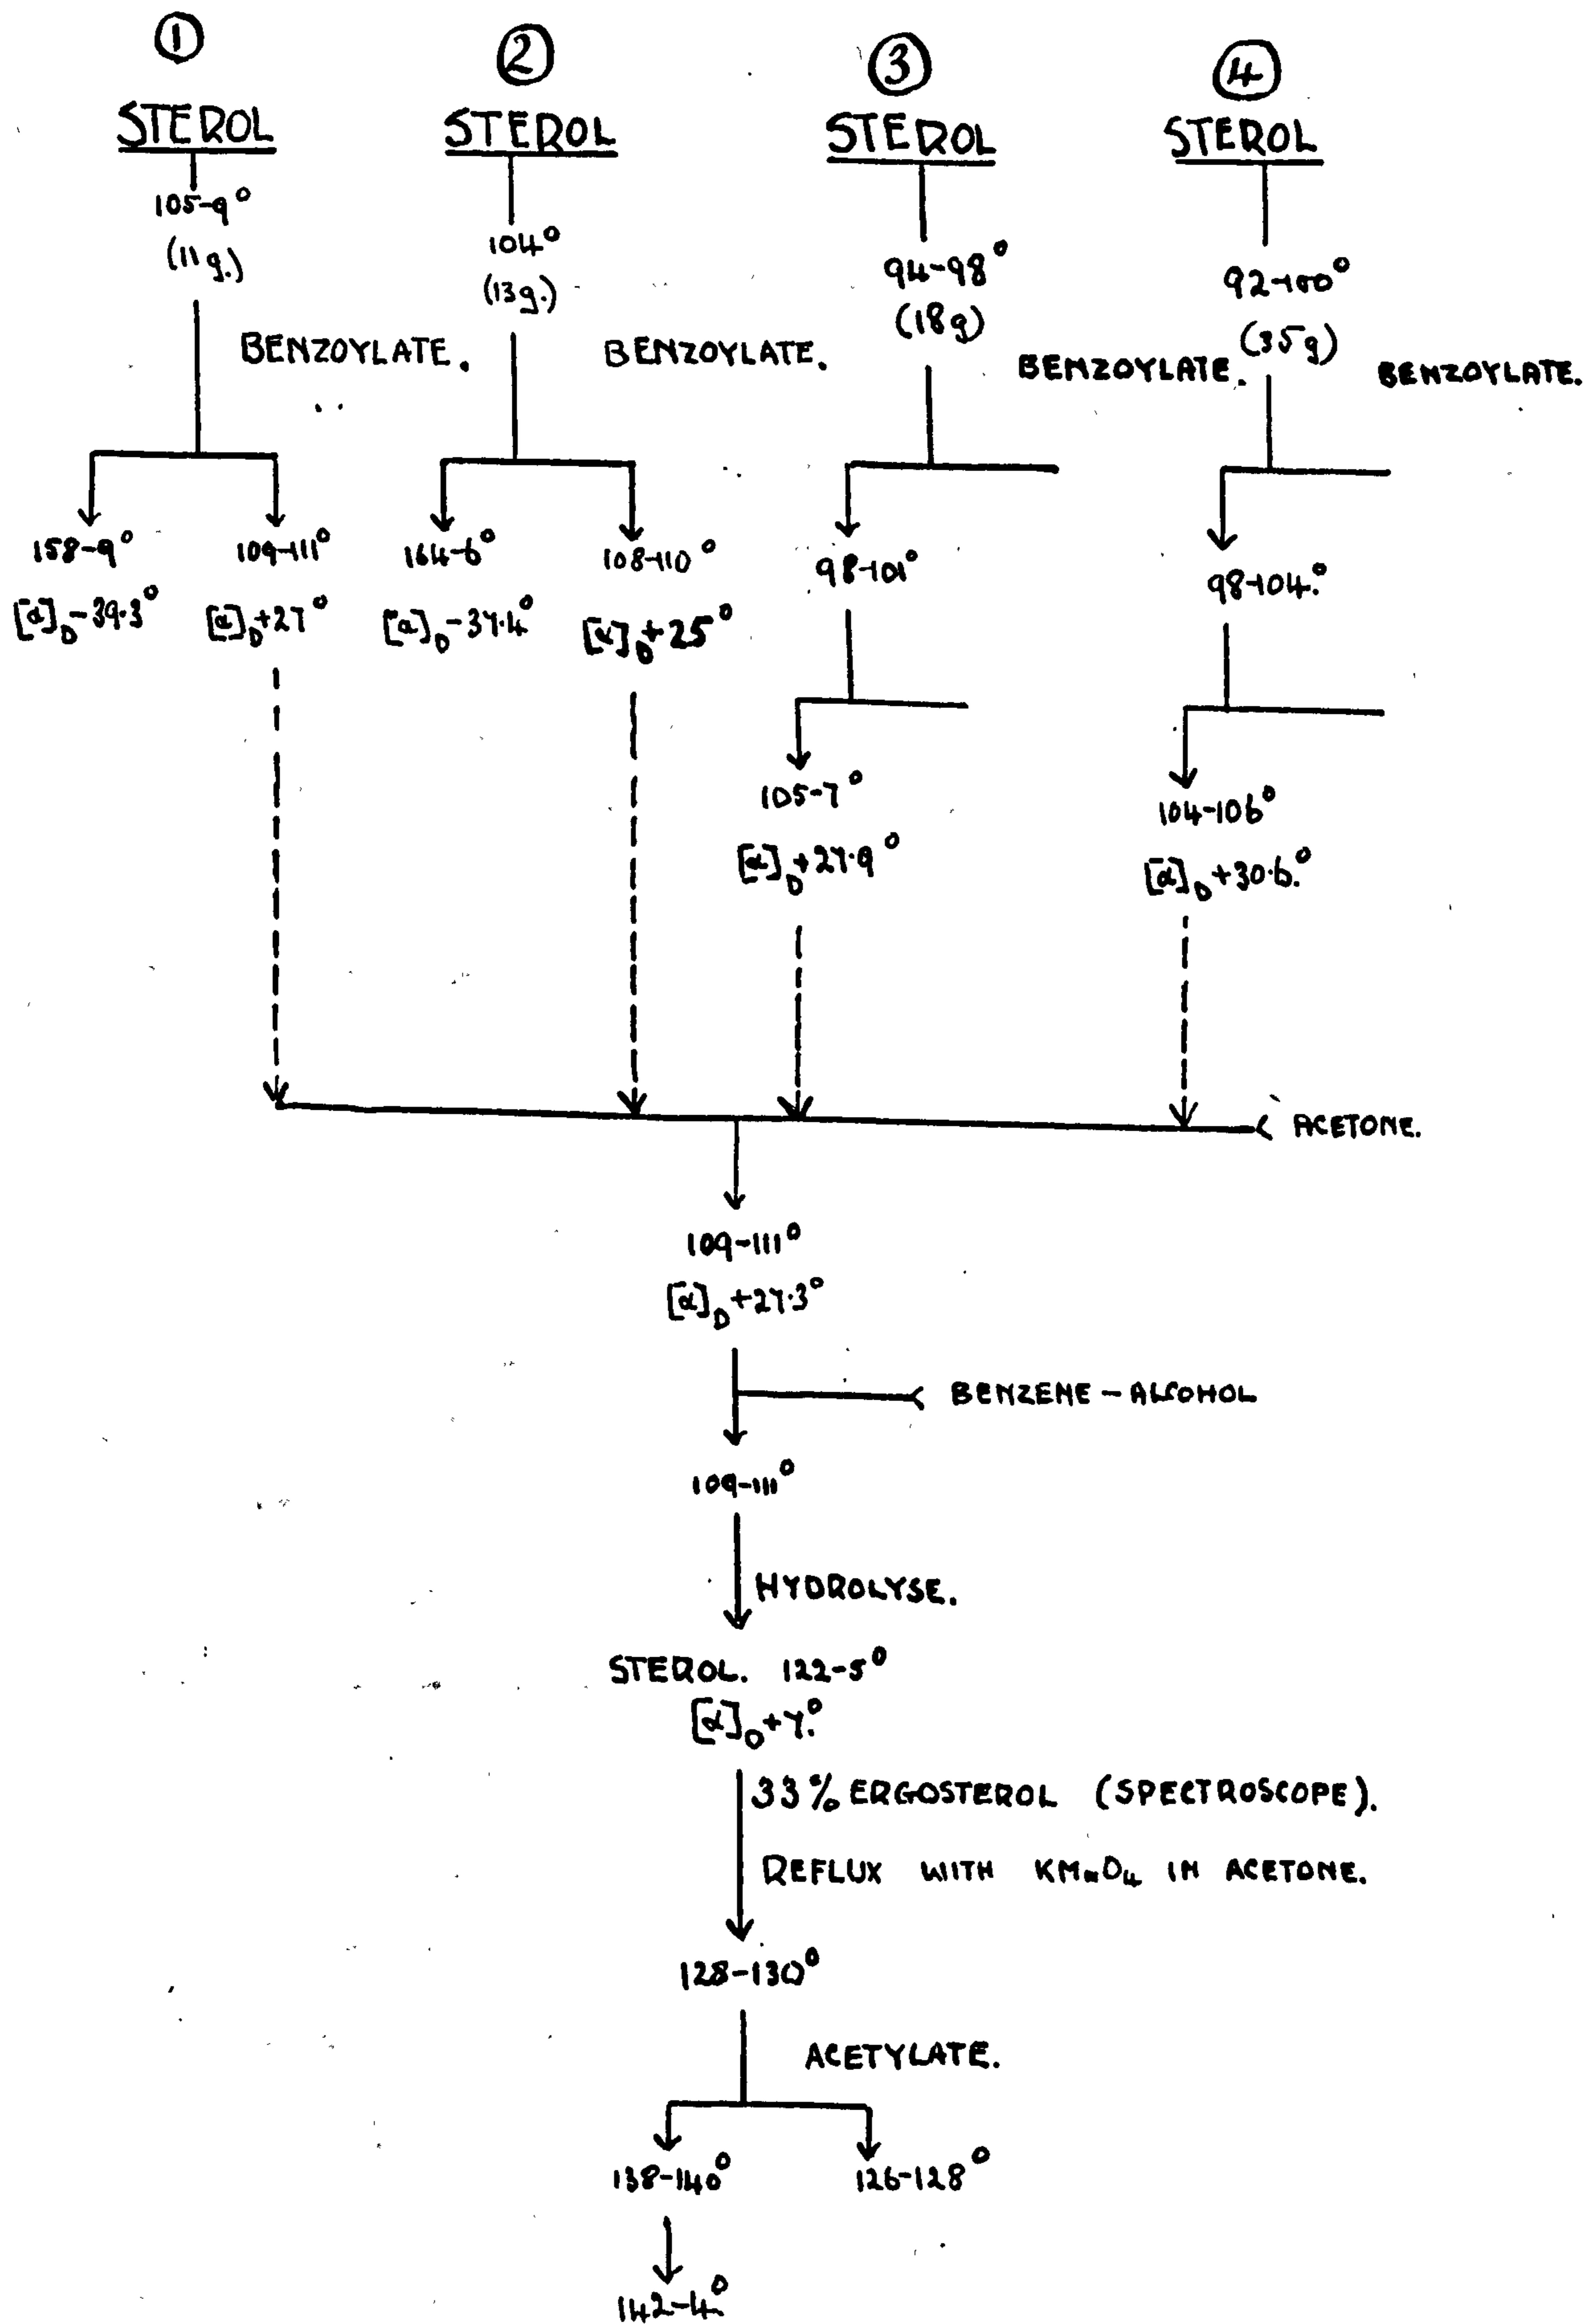 ① ② ③ ④
STEROL STEROL STEROL STEROL
105-9° 104° 94-98° 92-100°
(11g.) (13g.) (18g) (35g)
BENZOYLATE. BENZOYLATE. BENZOYLATE. BENZOYLATE.
158-9° 109-111° 164-6° 108-110° 98-101° 98-104.°
[α]D -39.3° [α]D +27° [α]D -37.4° [α]D +25°
105-7° 104-106°
[α]D +27.9° [α]D +30.6.°
ACETONE.
109-111°
[α]D +27.3°
BENZENE - ALCOHOL
109-111°
HYDROLYSE.
STEROL. 122-5°
[α]D +7.°
33% ERGOSTEROL (SPECTROSCOPE).
REFLUX WITH KMnO4 IN ACETONE.
128-130°
ACETYLATE.
138-140° 126-128°
142-4.°